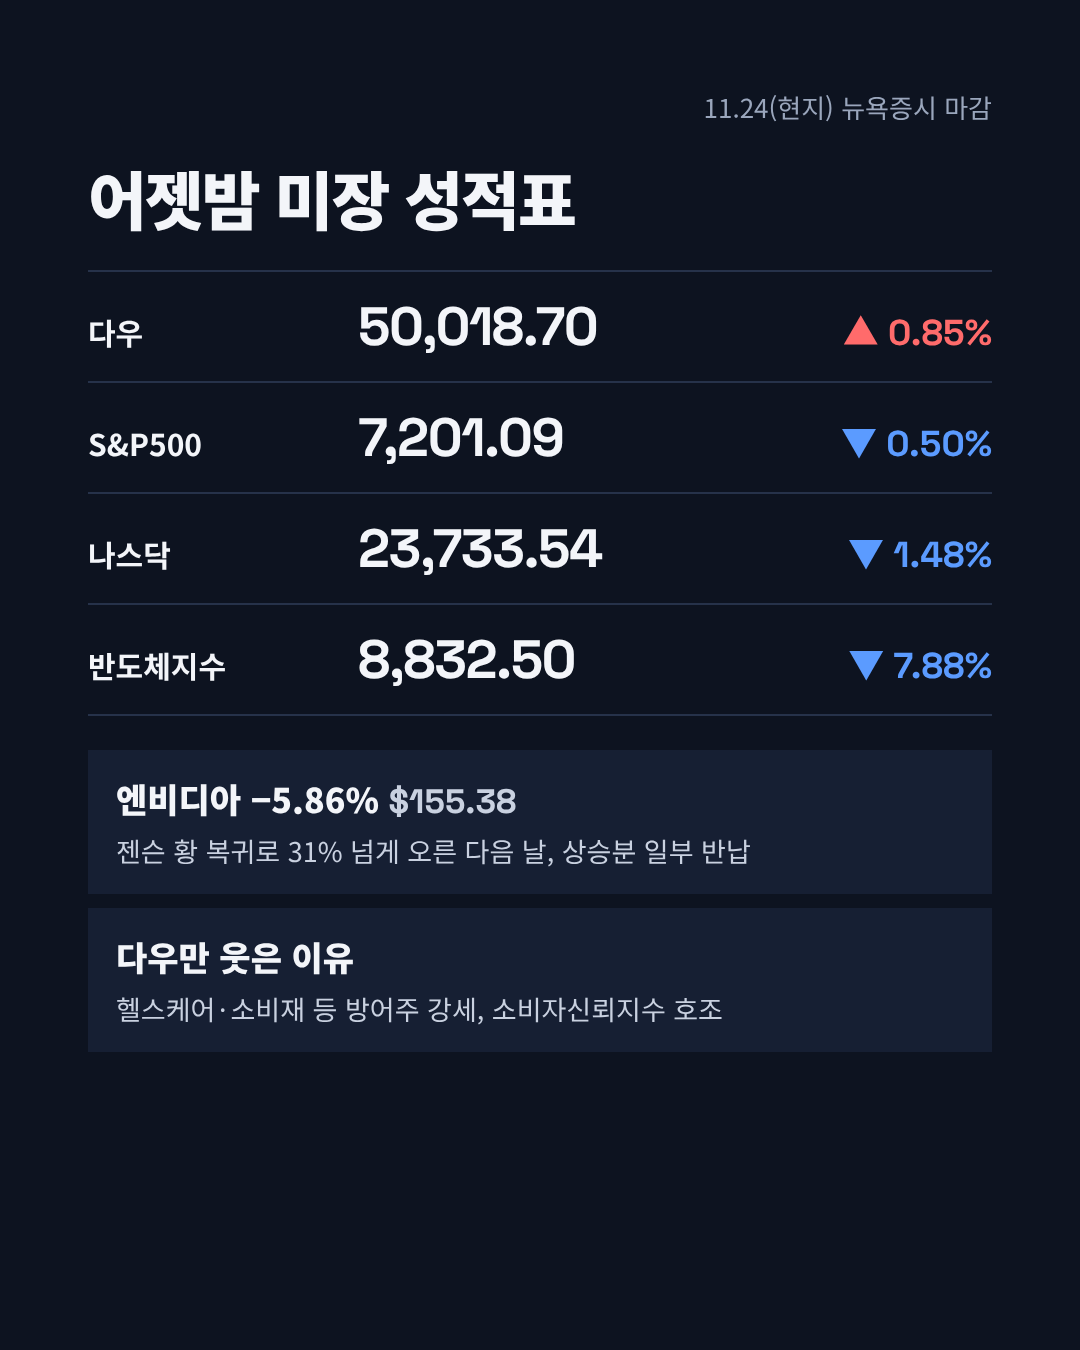 11.24(현지) 뉴욕증시 마감
어젯밤 미장 성적표
다우 50,018.70 ▲ 0.85%
S&P500 7,201.09 ▼ 0.50%
나스닥 23,733.54 ▼ 1.48%
반도체지수 8,832.50 ▼ 7.88%
엔비디아 −5.86% $155.38
젠슨 황 복귀로 31% 넘게 오른 다음 날, 상승분 일부 반납
다우만 웃은 이유
헬스케어·소비재 등 방어주 강세, 소비자신뢰지수 호조